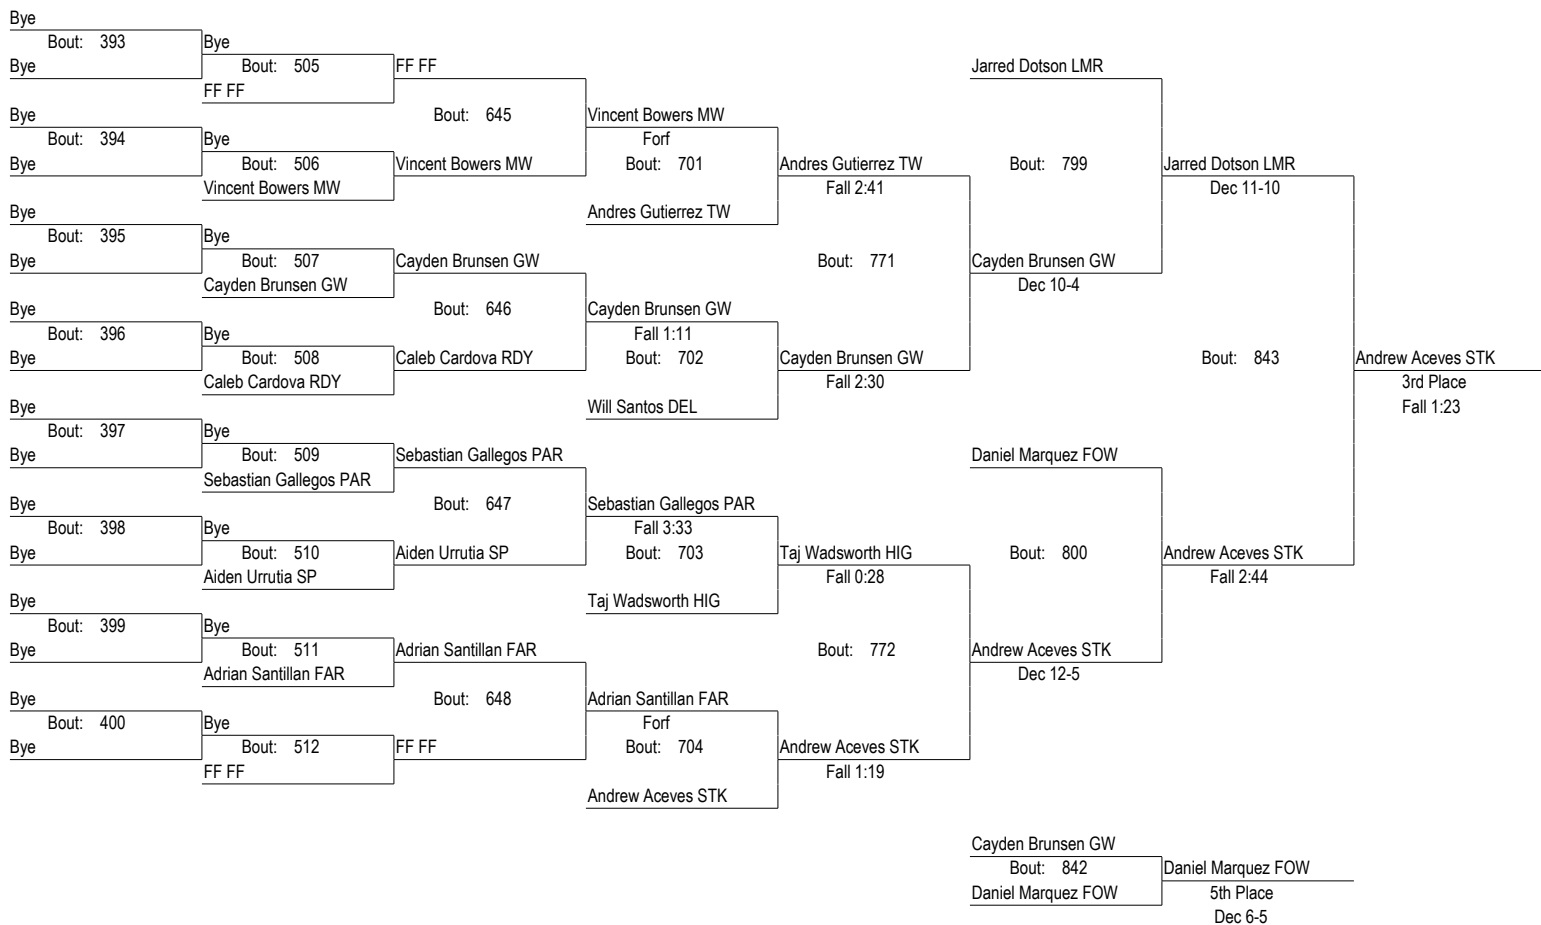 Bye
Bout: 393 Bye
Bye Bout: 505 FF FF Jarred Dotson LMR
FF FF
Bye Bout: 645 Vincent Bowers MW
Bout: 394 Bye Forf
Bye Bout: 506 Vincent Bowers MW Bout: 701 Andres Gutierrez TW Bout: 799 Jarred Dotson LMR
Vincent Bowers MW Fall 2:41 Dec 11-10
Bye Andres Gutierrez TW
Bout: 395 Bye
Bye Bout: 507 Cayden Brunsen GW Bout: 771 Cayden Brunsen GW
Cayden Brunsen GW Dec 10-4
Bye Bout: 646 Cayden Brunsen GW
Bout: 396 Bye Fall 1:11
Bye Bout: 508 Caleb Cardova RDY Bout: 702 Cayden Brunsen GW Bout: 843 Andrew Aceves STK
Caleb Cardova RDY Fall 2:30 3rd Place
Bye Will Santos DEL Fall 1:23
Bout: 397 Bye
Bye Bout: 509 Sebastian Gallegos PAR Daniel Marquez FOW
Sebastian Gallegos PAR
Bye Bout: 647 Sebastian Gallegos PAR
Bout: 398 Bye Fall 3:33
Bye Bout: 510 Aiden Urrutia SP Bout: 703 Taj Wadsworth HIG Bout: 800 Andrew Aceves STK
Aiden Urrutia SP Fall 0:28 Fall 2:44
Bye Taj Wadsworth HIG
Bout: 399 Bye
Bye Bout: 511 Adrian Santillan FAR Bout: 772 Andrew Aceves STK
Adrian Santillan FAR Dec 12-5
Bye Bout: 648 Adrian Santillan FAR
Bout: 400 Bye Forf
Bye Bout: 512 FF FF Bout: 704 Andrew Aceves STK
FF FF Fall 1:19
Andrew Aceves STK
Cayden Brunsen GW
Bout: 842 Daniel Marquez FOW
Daniel Marquez FOW 5th Place
Dec 6-5